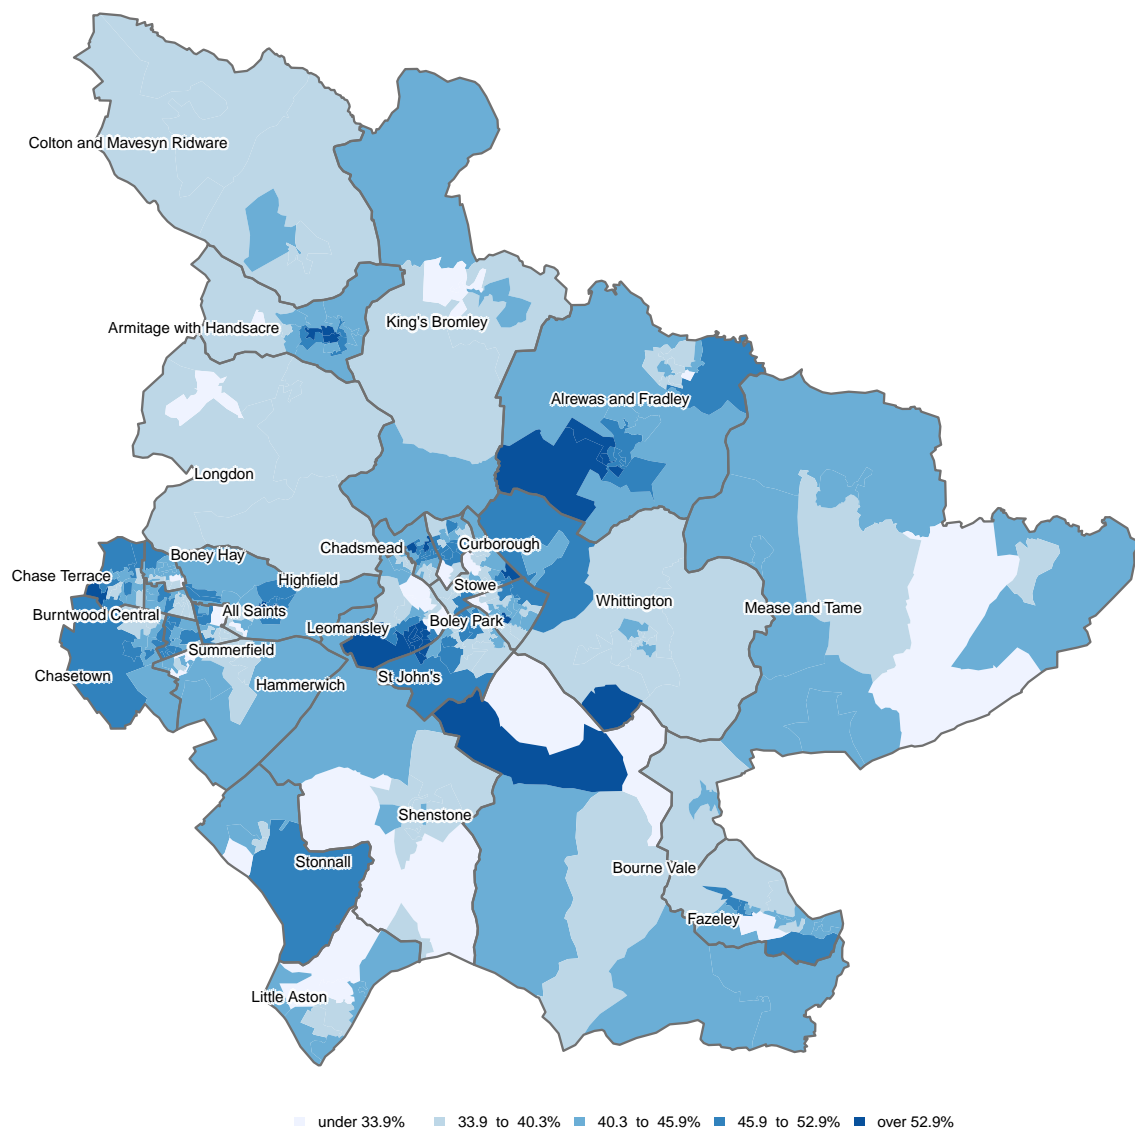 Colton and Mavesyn Ridware
King's Bromley
Armitage with Handsacre
Alrewas and Fradley
Longdon
Chadsmead
Curborough
Boney Hay
Chase Terrace
Highfield
Stowe
Whittington
Mease and Tame
Burntwood Central
All Saints
Leomansley
Boley Park
Summerfield
Chasetown
Hammerwich
St John's
Shenstone
Stonnall
Bourne Vale
Fazeley
Little Aston
under 33.9% 33.9 to 40.3% 40.3 to 45.9% 45.9 to 52.9% over 52.9%